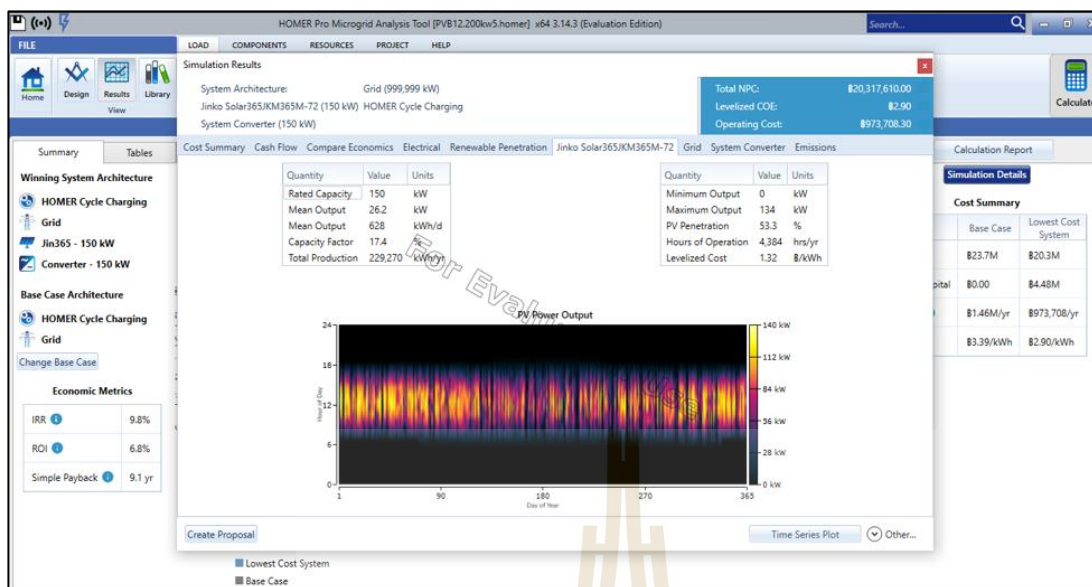 HOMER Pro Microgrid Analysis Tool [PVB12.200kw5.homer] x64 3.14.3 (Evaluation Edition)
Search...
FILE
LOAD COMPONENTS RESOURCES PROJECT HELP
Home Design Results Library
View
Calculate
Simulation Results
System Architecture: Grid (999,999 kW)
Jinko Solar365JKM365M-72 (150 kW) HOMER Cycle Charging
System Converter (150 kW)
Total NPC: ฿20,317,610.00
Levelized COE: ฿2.90
Operating Cost: ฿973,708.30
Cost Summary Cash Flow Compare Economics Electrical Renewable Penetration Jinko Solar365JKM365M-72 Grid System Converter Emissions
Quantity Value Units
Rated Capacity 150 kW
Mean Output 26.2 kW
Mean Output 628 kWh/d
Capacity Factor 17.4 %
Total Production 229,270 kWh/yr
Quantity Value Units
Minimum Output 0 kW
Maximum Output 134 kW
PV Penetration 53.3 %
Hours of Operation 4,384 hrs/yr
Levelized Cost 1.32 ฿/kWh
PV Power Output
24
18
12
6
0
Hour of Day
1 90 180 270 365
Day of Year
140 kW
112 kW
84 kW
28 kW
0 kW
Create Proposal
Time Series Plot
Other...
Summary Tables
Winning System Architecture
HOMER Cycle Charging
Grid
Jin365 - 150 kW
Converter - 150 kW
Base Case Architecture
HOMER Cycle Charging
Grid
Change Base Case
Economic Metrics
IRR 9.8%
ROI 6.8%
Simple Payback 9.1 yr
Calculation Report
Simulation Details
Cost Summary
Base Case Lowest Cost System
฿23.7M ฿20.3M
฿0.00 ฿4.48M
฿1.46M/yr ฿973,708/yr
฿3.39/kWh ฿2.90/kWh
Lowest Cost System
Base Case